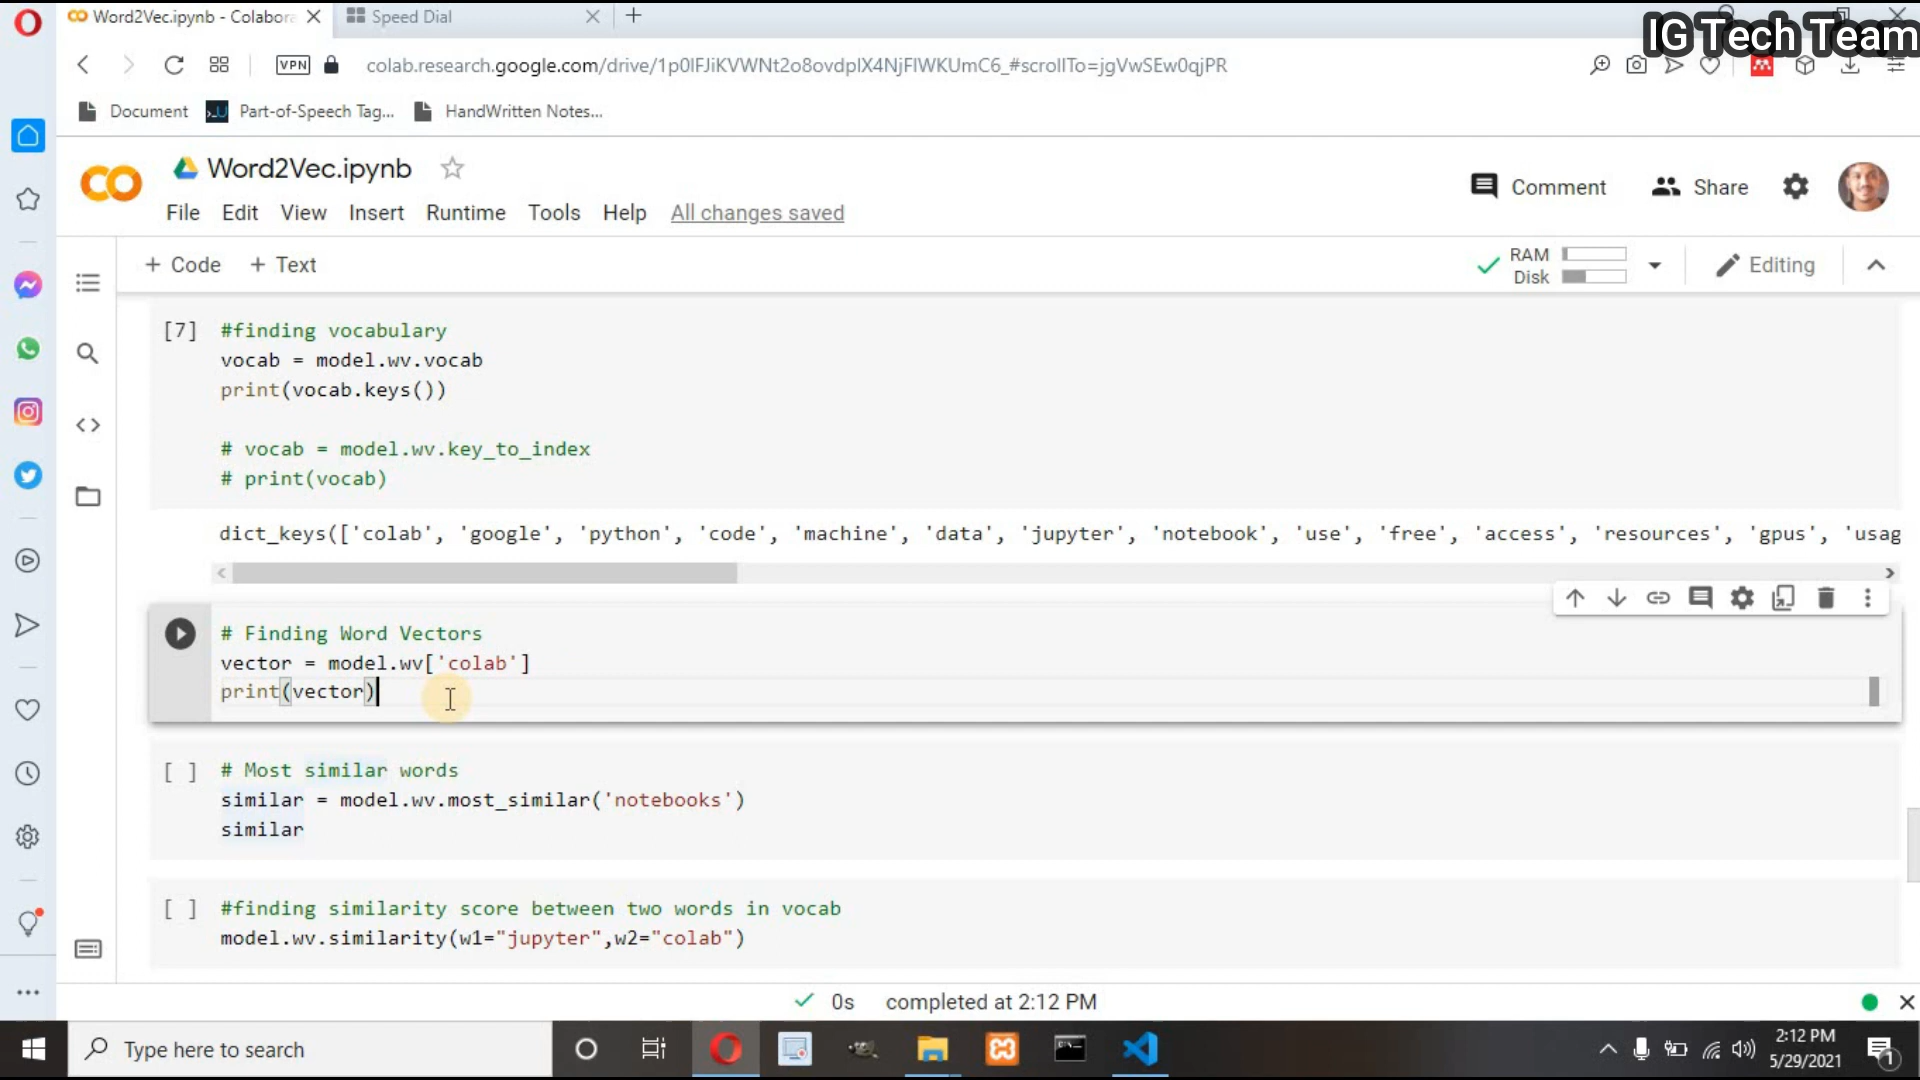 Word2Vec.ipynb - Colabora
Speed Dial
IG Tech Team
VPN
colab.research.google.com/drive/1p0lFJiKVWNt2o8ovdplX4NjFlWKUmC6_#scrollTo=jgVwSEw0qjPR
Document
Part-of-Speech Tag...
HandWritten Notes...
Word2Vec.ipynb
Comment
Share
File Edit View Insert Runtime Tools Help All changes saved
+ Code + Text
RAM
Disk
Editing
[7] #finding vocabulary
vocab = model.wv.vocab
print(vocab.keys())
# vocab = model.wv.key_to_index
# print(vocab)
dict_keys(['colab', 'google', 'python', 'code', 'machine', 'data', 'jupyter', 'notebook', 'use', 'free', 'access', 'resources', 'gpus', 'usag
# Finding Word Vectors
vector = model.wv['colab']
print(vector)
[ ] # Most similar words
similar = model.wv.most_similar('notebooks')
similar
[ ] #finding similarity score between two words in vocab
model.wv.similarity(w1="jupyter",w2="colab")
0s completed at 2:12 PM
Type here to search
2:12 PM
5/29/2021
1